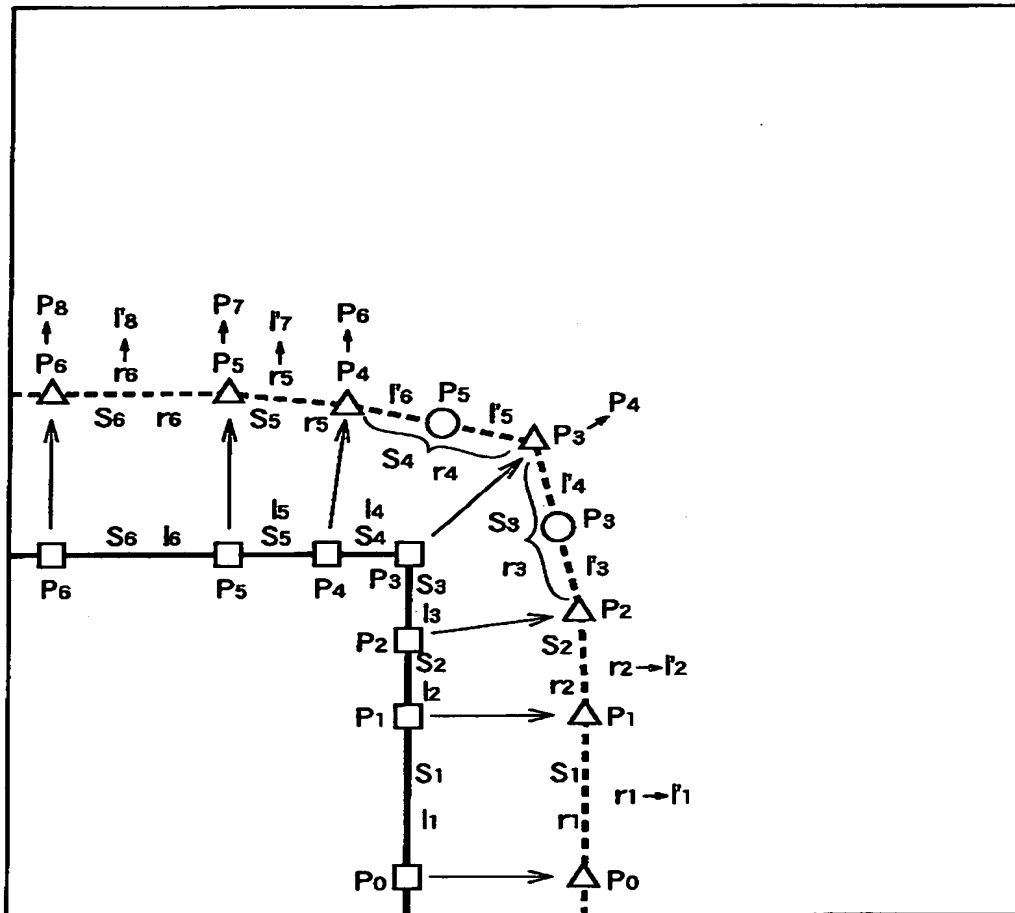 P8 l'8 P7 l'7 P6
P6 r6 P5 r5 P4 l'6 P5 l'5 P4
S6 r6 S5 r5 S4 r4 P3
l'4
S3 P3
r3 l'3
l5 l4
S6 l6 S5 S4
P6 P5 P4 P3 S3
l3 P2
P2 S2 S2
r2→l'2
l2 r2
P1 P1
S1 S1
r1→l'1
l1 r1
P0 P0